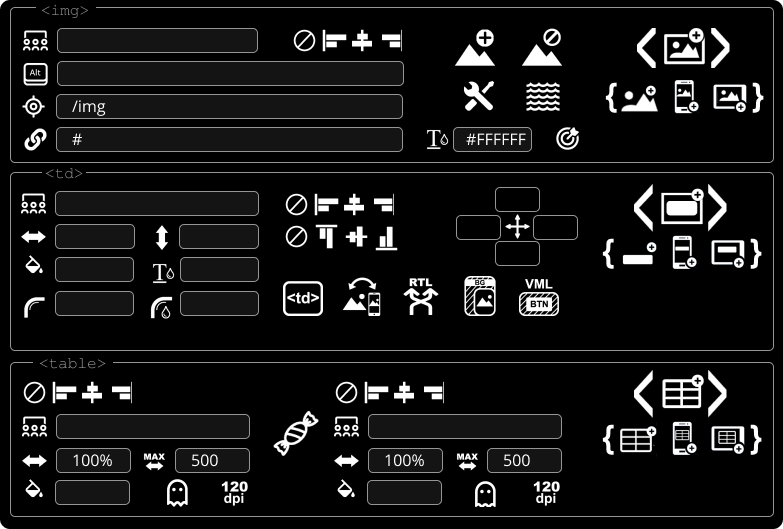 <img>
Alt
/img
#
T #FFFFFF
<td>
T
<td>
RTL
BG
VML
BTN
<table>
100% MAX 500
100% MAX 500
120
dpi
120
dpi